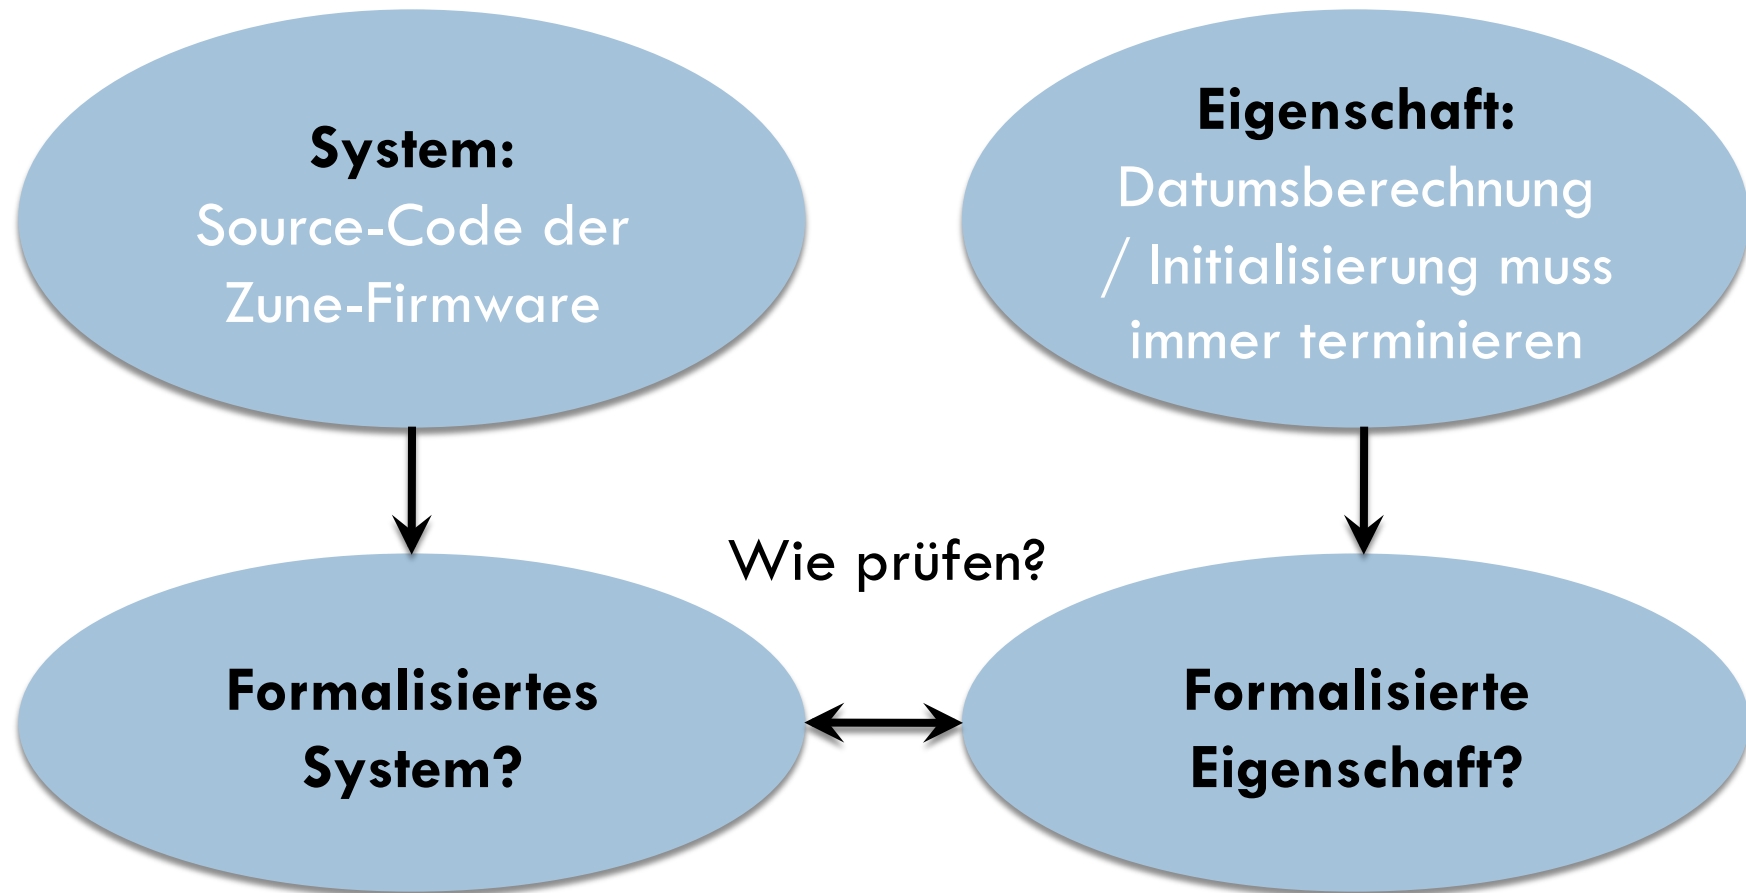 System:
Source-Code der
Zune-Firmware
Eigenschaft:
Datumsberechnung
/ Initialisierung muss
immer terminieren
Wie prüfen?
Formalisiertes
System?
Formalisierte
Eigenschaft?